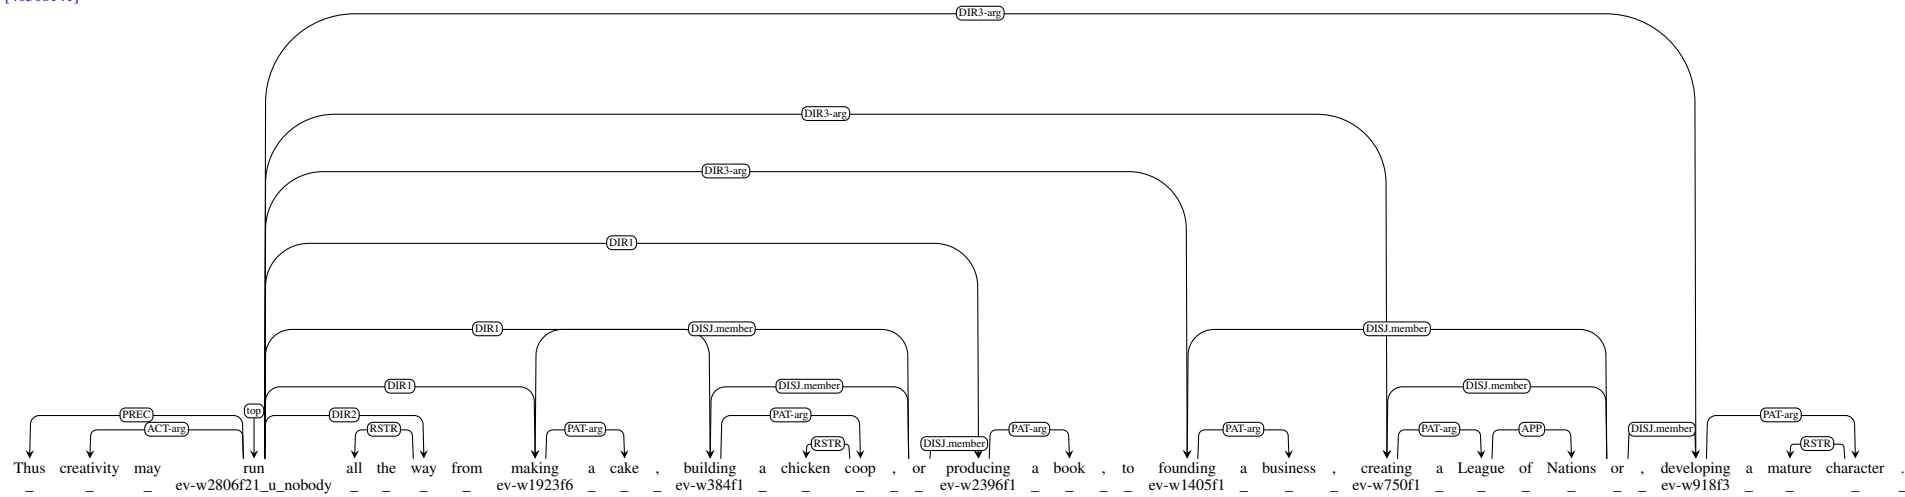 DIR3-arg
DIR3-arg
DIR3-arg
DIR1
DIR1 DISJ.member DISJ.member
DIR1 DISJ.member DISJ.member
PREC top DIR2 PAT-arg PAT-arg
ACT-arg RSTR PAT-arg RSTR DISJ.member PAT-arg PAT-arg PAT-arg APP DISJ.member RSTR
Thus creativity may run all the way from making a cake , building a chicken coop , or producing a book , to founding a business , creating a League of Nations or , developing a mature character .
_ _ _ ev-w2806f21_u_nobody _ _ _ _ ev-w1923f6 _ _ _ ev-w384f1 _ _ _ _ _ ev-w2396f1 _ _ _ _ ev-w1405f1 _ _ _ ev-w750f1 _ _ _ _ _ _ ev-w918f3 _ _ _ _